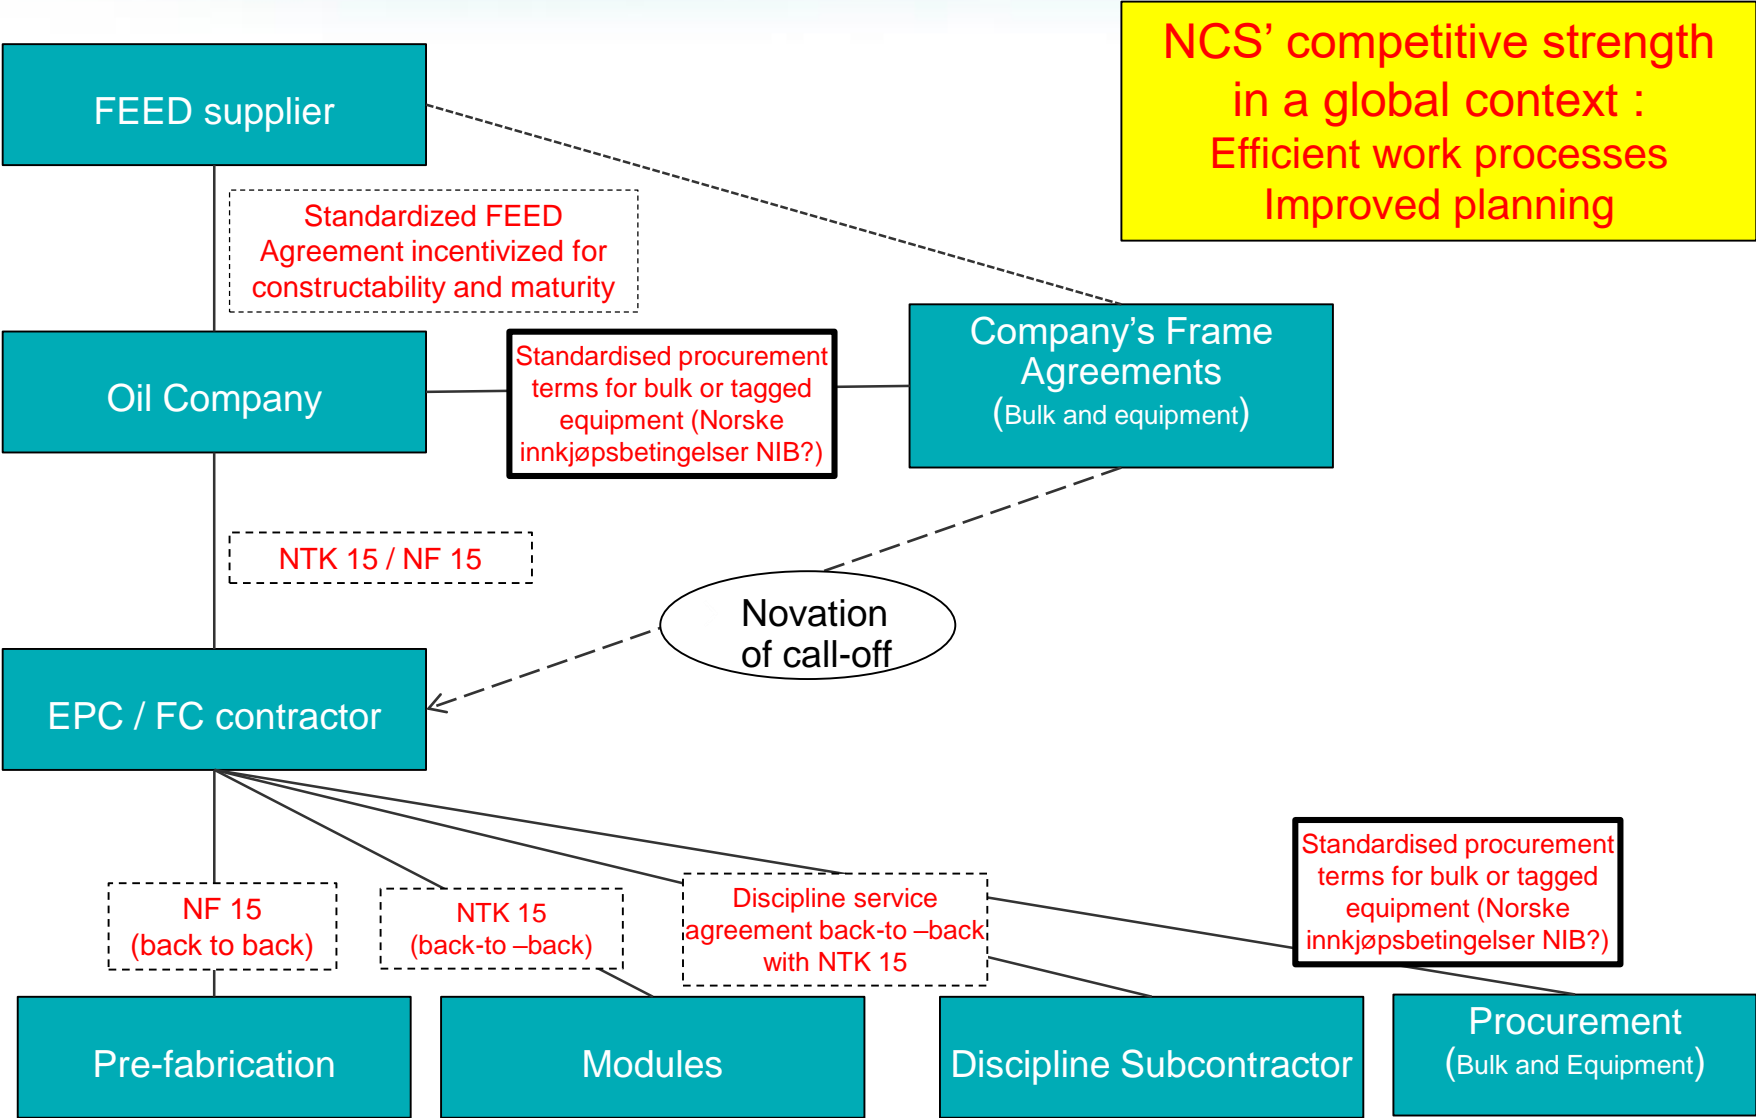 NCS' competitive strength
in a global context :
Efficient work processes
Improved planning
FEED supplier
Standardized FEED
Agreement incentivized for
constructability and maturity
Oil Company
Standardised procurement
terms for bulk or tagged
equipment (Norske
innkjøpsbetingelser NIB?)
Company's Frame
Agreements
(Bulk and equipment)
NTK 15 / NF 15
Novation
of call-off
EPC / FC contractor
NF 15
(back to back)
NTK 15
(back-to –back)
Discipline service
agreement back-to –back
with NTK 15
Standardised procurement
terms for bulk or tagged
equipment (Norske
innkjøpsbetingelser NIB?)
Pre-fabrication
Modules
Discipline Subcontractor
Procurement
(Bulk and Equipment)